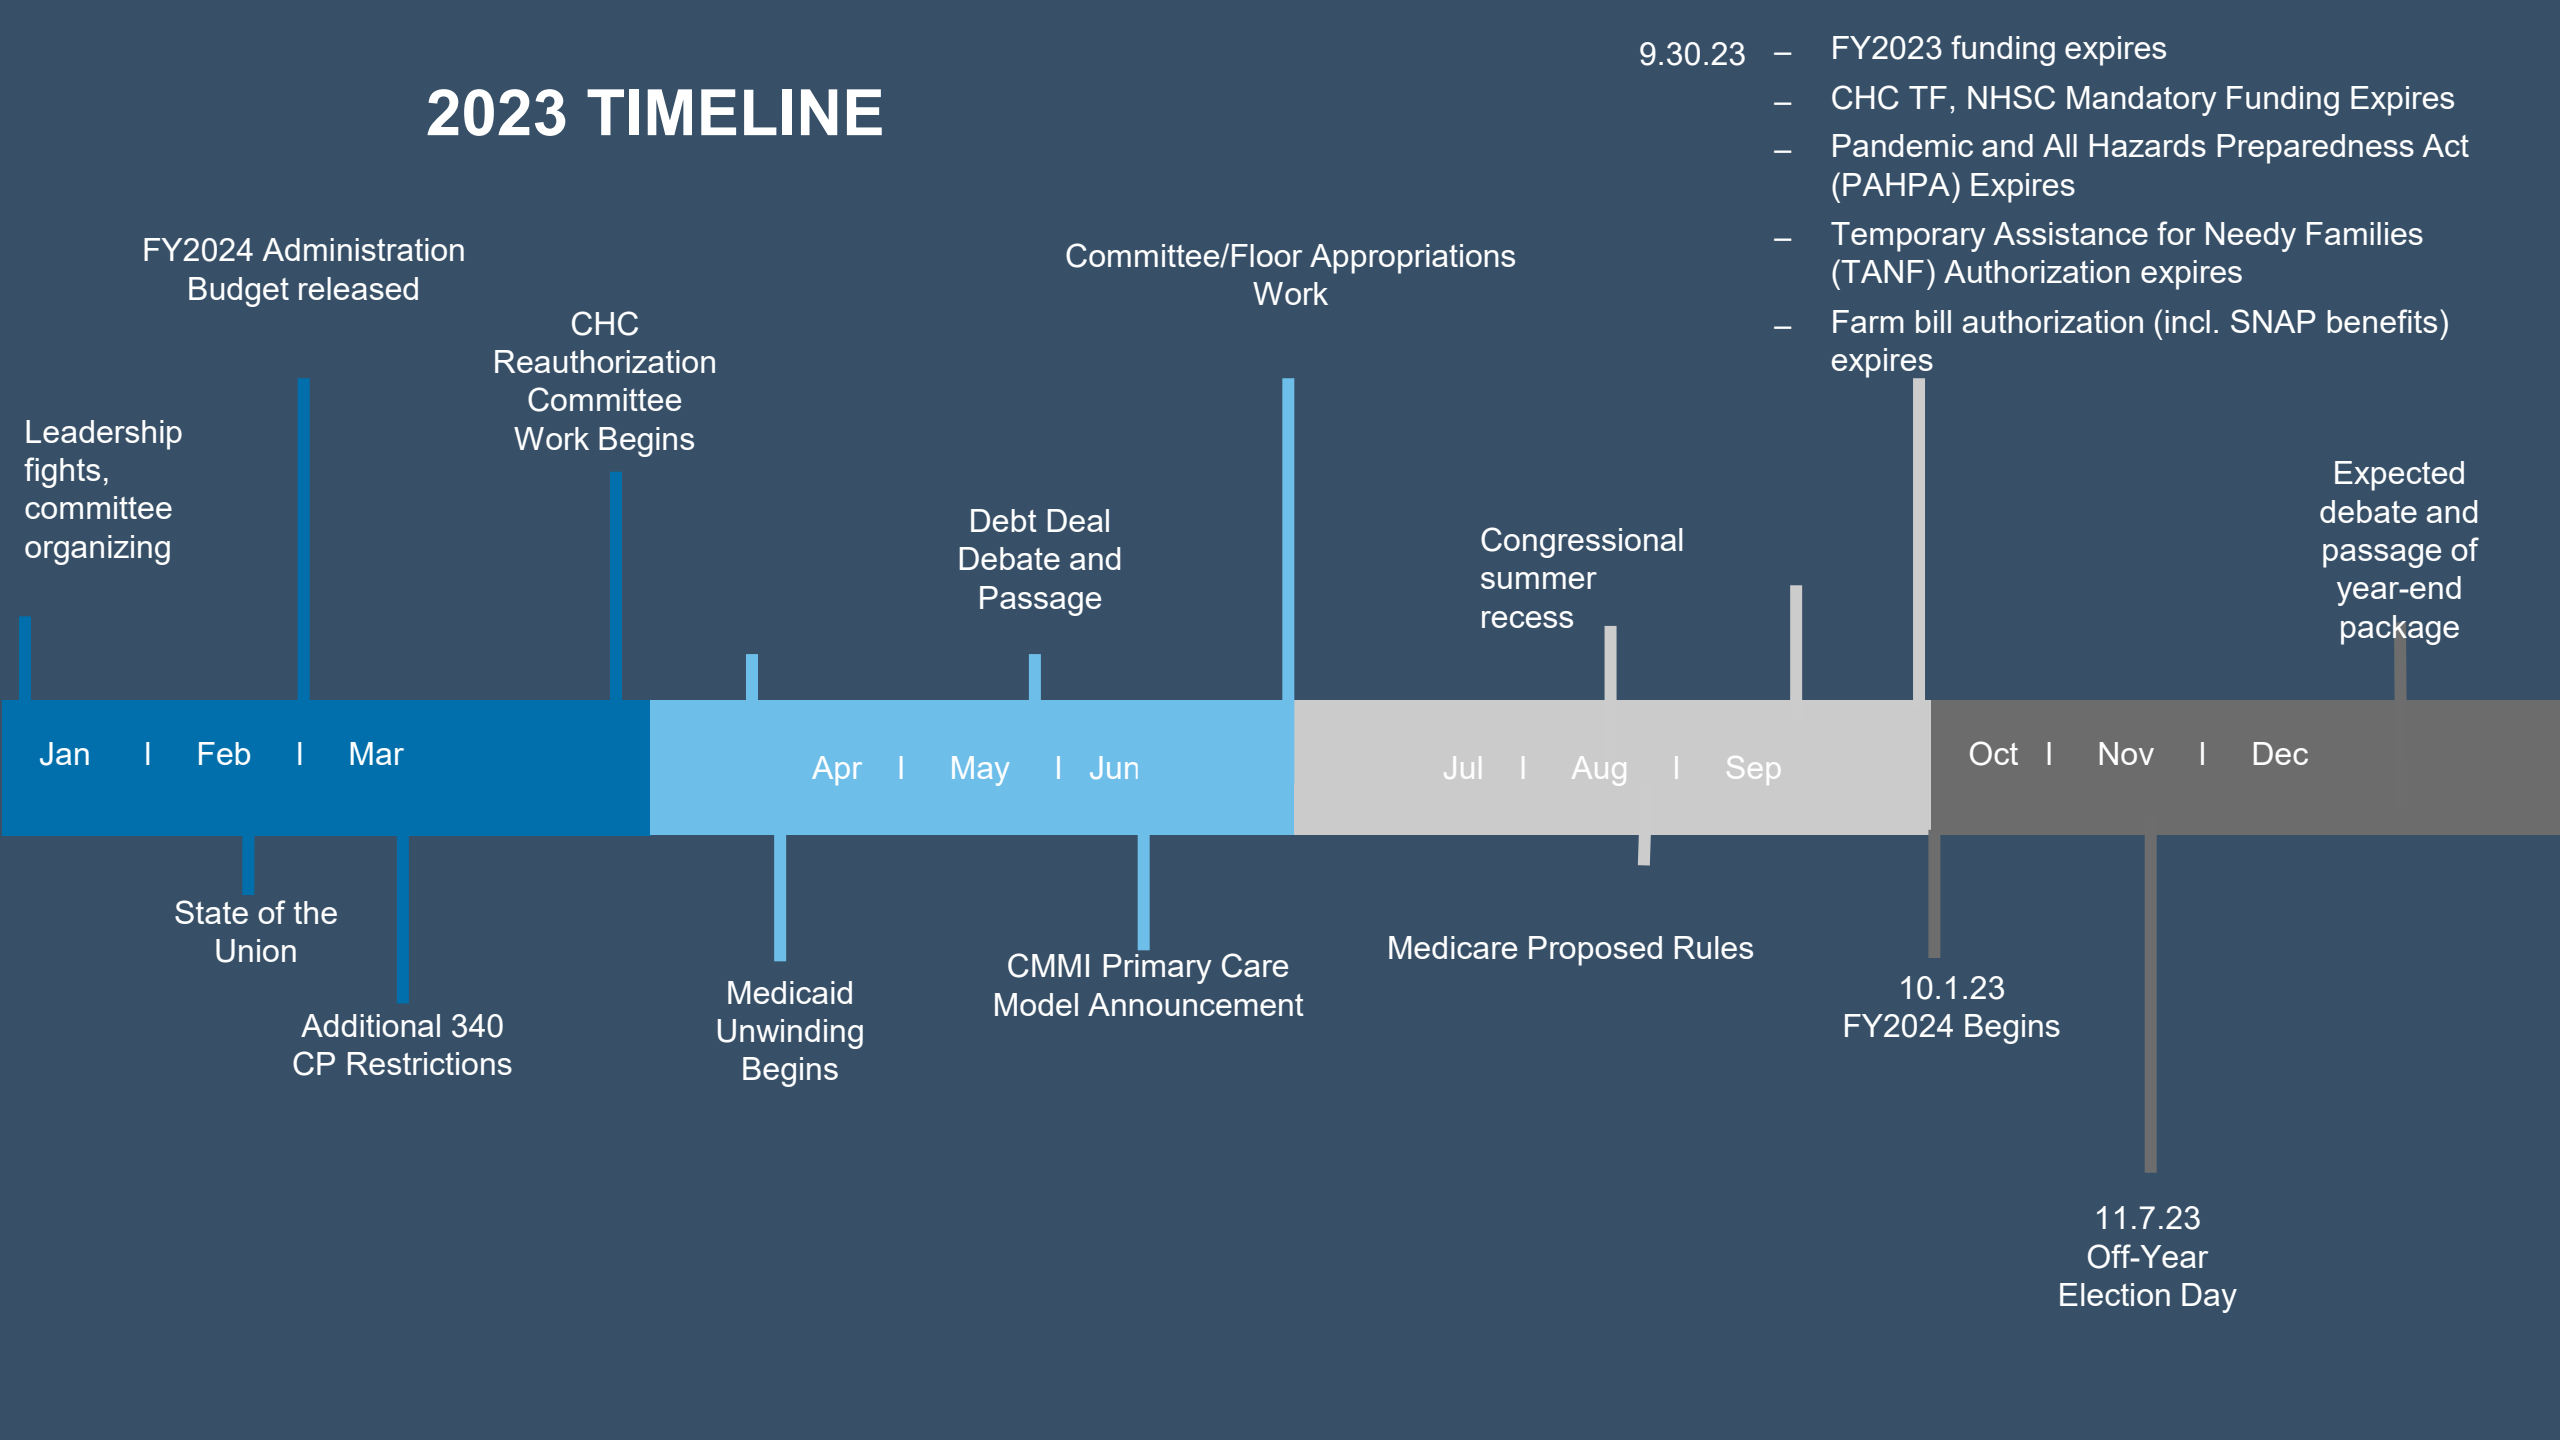 2023 TIMELINE
9.30.23
– FY2023 funding expires
– CHC TF, NHSC Mandatory Funding Expires
– Pandemic and All Hazards Preparedness Act
(PAHPA) Expires
– Temporary Assistance for Needy Families
(TANF) Authorization expires
– Farm bill authorization (incl. SNAP benefits)
expires
FY2024 Administration
Budget released
Committee/Floor Appropriations
Work
CHC
Reauthorization
Committee
Work Begins
Leadership
fights,
committee
organizing
Debt Deal
Debate and
Passage
Congressional
summer
recess
Expected
debate and
passage of
year-end
package
Jan I Feb I Mar
Apr I May I Jun
Jul I Aug I Sep
Oct I Nov I Dec
State of the
Union
Additional 340
CP Restrictions
Medicaid
Unwinding
Begins
CMMI Primary Care
Model Announcement
Medicare Proposed Rules
10.1.23
FY2024 Begins
11.7.23
Off-Year
Election Day